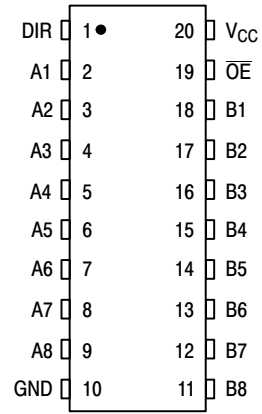 DIR 1 20 V_CC
A1 2 19 O̅E̅
A2 3 18 B1
A3 4 17 B2
A4 5 16 B3
A5 6 15 B4
A6 7 14 B5
A7 8 13 B6
A8 9 12 B7
GND 10 11 B8